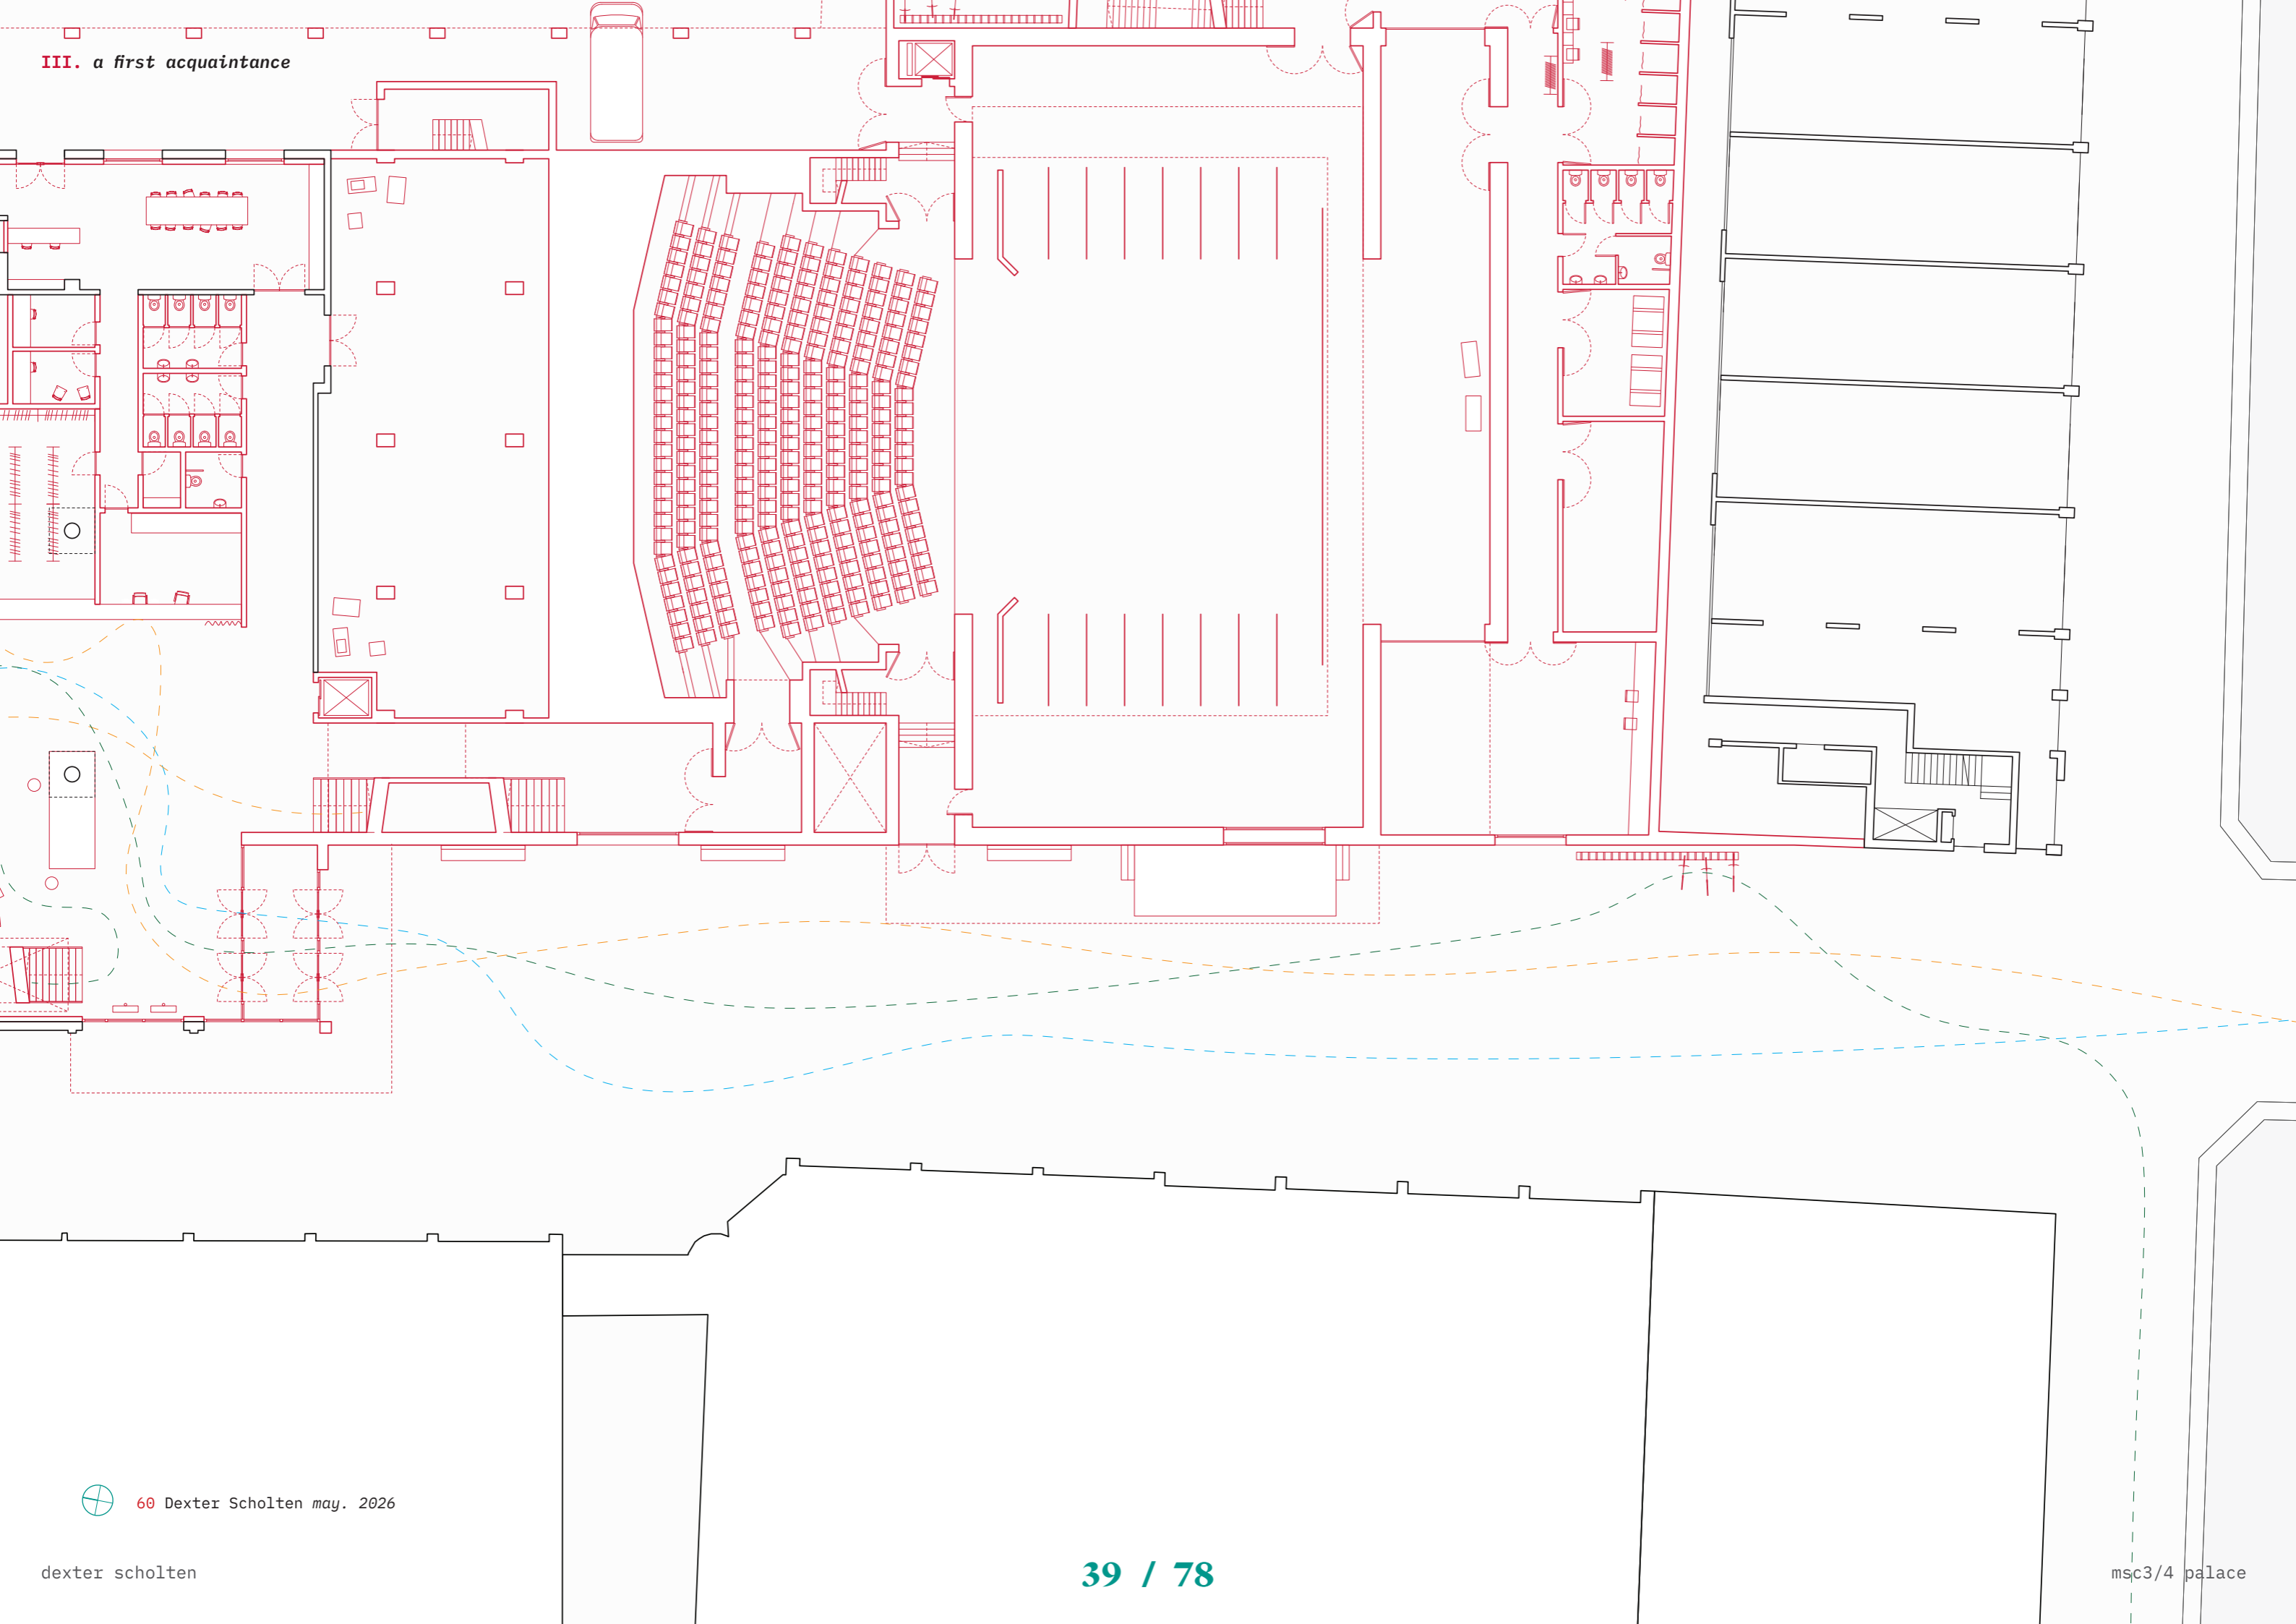 III. a first acquaintance
60 Dexter Scholten may. 2026
dexter scholten
39 / 78
msc3/4 palace